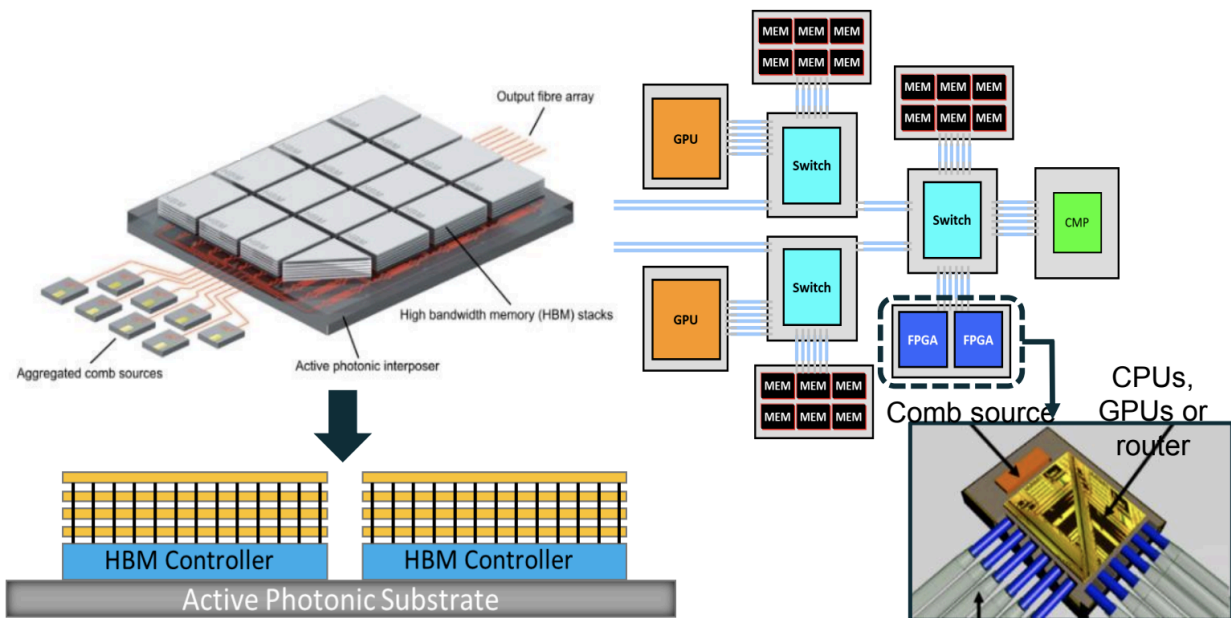 Output fibre array
High bandwidth memory (HBM) stacks
Aggregated comb sources
Active photonic interposer
HBM Controller
HBM Controller
Active Photonic Substrate
MEM MEM MEM
MEM MEM MEM
MEM MEM MEM
MEM MEM MEM
GPU
Switch
Switch
CMP
GPU
Switch
FPGA FPGA
MEM MEM MEM
MEM MEM MEM
Comb source
CPUs,
GPUs or
router